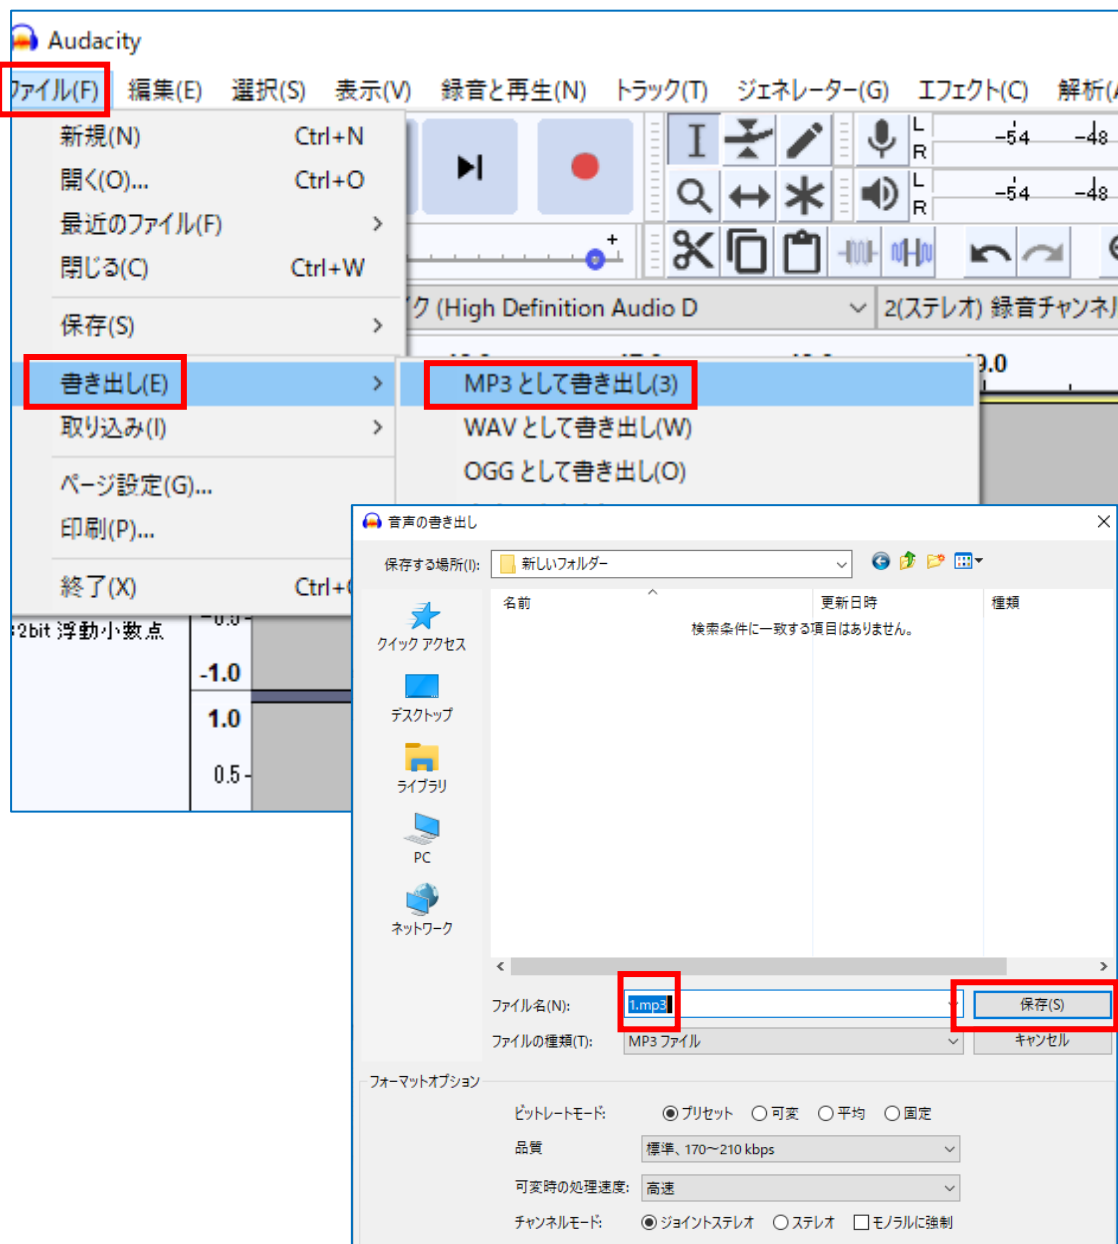 Audacity
ファイル(F) 編集(E) 選択(S) 表示(V) 録音と再生(N) トラック(T) ジェネレーター(G) エフェクト(C) 解析(A
新規(N) Ctrl+N
開く(O)... Ctrl+O
最近のファイル(F)
閉じる(C) Ctrl+W
保存(S)
書き出し(E)
取り込み(I)
ページ設定(G)...
印刷(P)...
終了(X) Ctrl+
L
R
-54 -48
L
R
-54 -48
(High Definition Audio D
2(ステレオ) 録音チャンネル
MP3 として書き出し(3)
WAV として書き出し(W)
OGG として書き出し(O)
32bit 浮動小数点
-1.0
1.0
0.5
音声の書き出し
保存する場所(I): 新しいフォルダー
名前 更新日時 種類
検索条件に一致する項目はありません。
クイック アクセス
デスクトップ
ライブラリ
PC
ネットワーク
ファイル名(N): 1.mp3 保存(S)
ファイルの種類(T): MP3 ファイル キャンセル
フォーマットオプション
ビットレートモード: プリセット 可変 平均 固定
品質 標準、170～210 kbps
可変時の処理速度: 高速
チャンネルモード: ジョイントステレオ ステレオ モノラルに強制